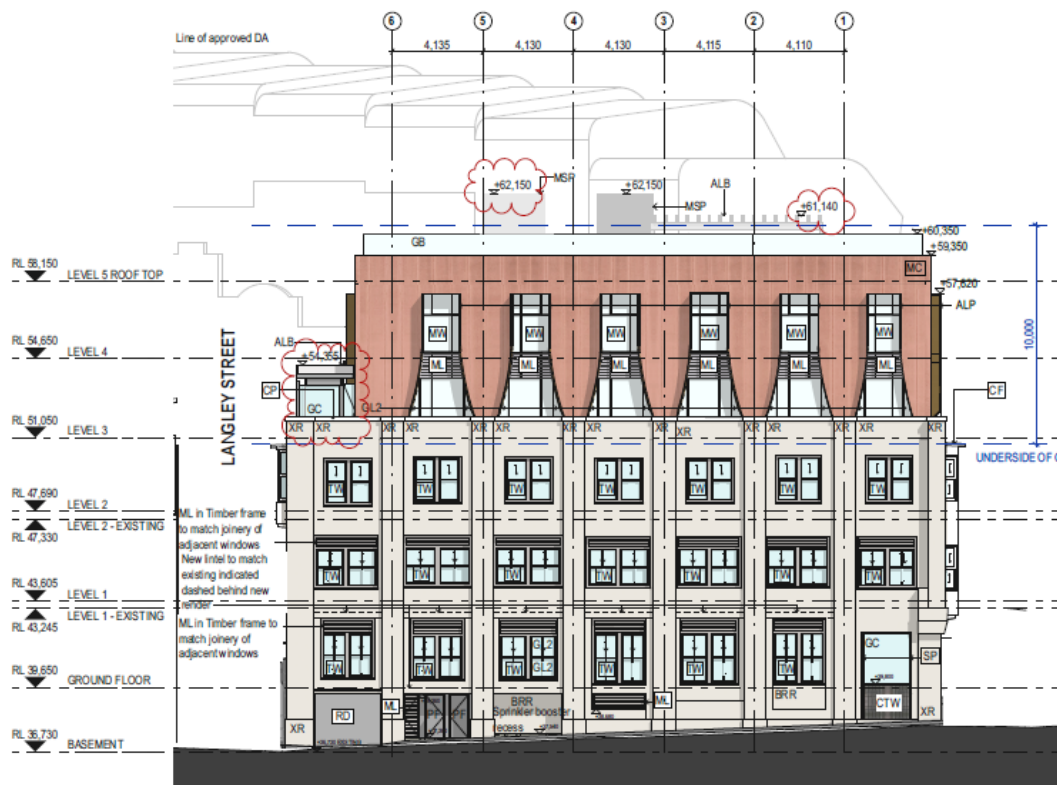 6 5 4 3 2 1
Line of approved DA
4,135 4,130 4,130 4,115 4,110
+62,150 MSP +62,150 MSP ALB +61,140
+60,350
GB
+59,350
MC
RL 58,150
LEVEL 5 ROOF TOP
+57,820
ALP
MW MW MW MW MW MW
10,000
RL 54,650
LEVEL 4
ALB
+54,355
ML ML ML ML ML ML
CP
CF
GC GL2
LANGLEY STREET
RL 51,050
LEVEL 3
XR XR XR XR XR XR XR XR
UNDERSIDE OF
TW TW TW TW TW TW TW
RL 47,690
LEVEL 2
LEVEL 2 - EXISTING
RL 47,330
ML in Timber frame
to match joinery of
adjacent windows
New lintel to match
existing indicated
dashed behind new
render
TW TW TW TW TW TW TW
RL 43,605
LEVEL 1
LEVEL 1 - EXISTING
RL 43,245
ML in Timber frame to
match joinery of
adjacent windows
GL2
GC
SP
TW TW TW TW TW TW
GL2
RL 39,650
GROUND FLOOR
BRR
CTW
RD
ML
BRR
Sprinkler booster
recess
ML
XR
XR
RL 36,730
BASEMENT